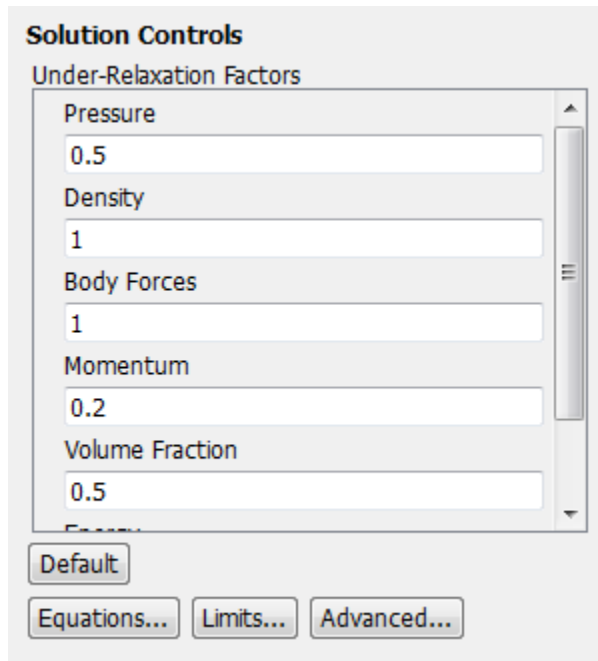 Solution Controls
Under-Relaxation Factors
Pressure
0.5
Density
1
Body Forces
1
Momentum
0.2
Volume Fraction
0.5
Energy
Default
Equations... Limits... Advanced...